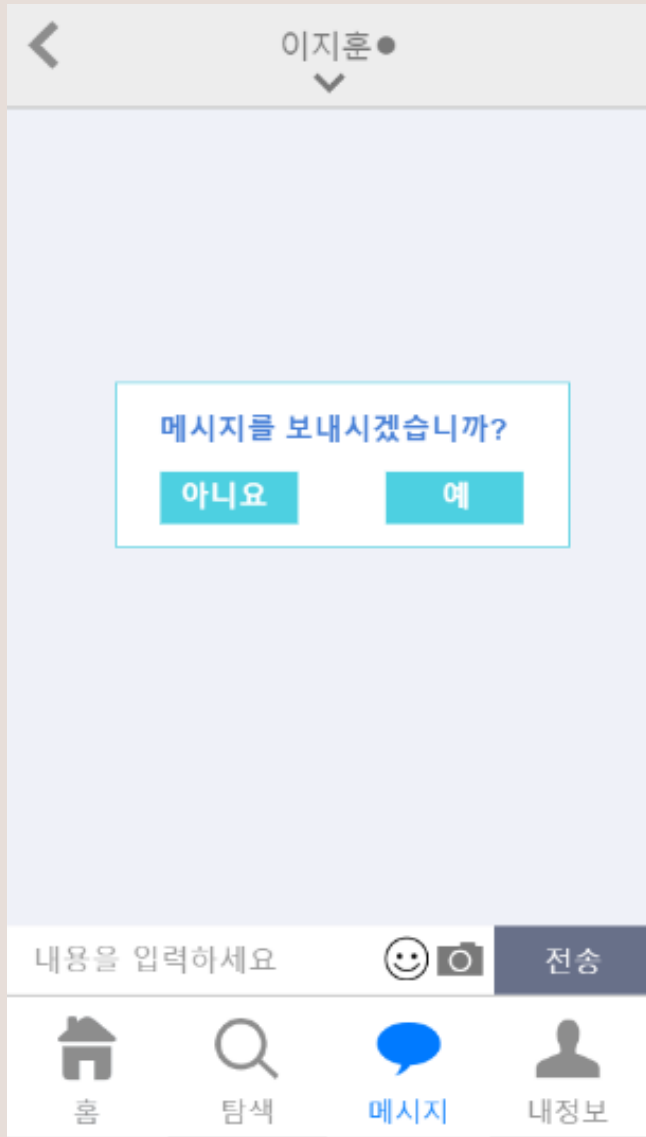 이지훈
메시지를 보내시겠습니까?
아니요 예
내용을 입력하세요 전송
홈 탐색 메시지 내정보